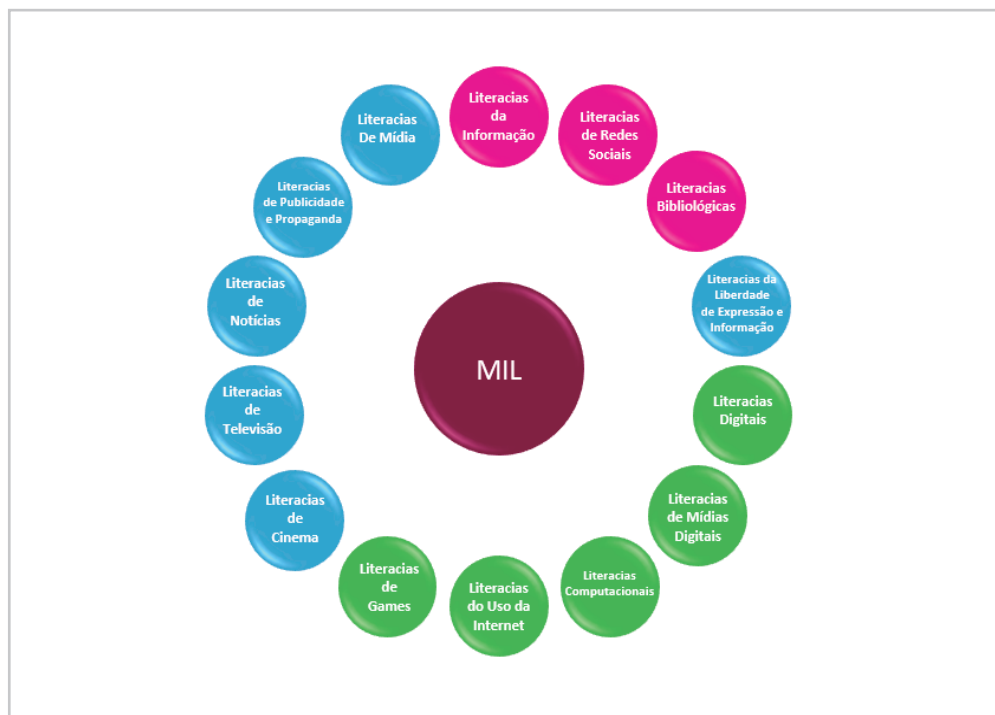 Literacias
da
Informação
Literacias
de Redes
Sociais
Literacias
Bibliológicas
Literacias da
Liberdade
de Expressão e
Informação
Literacias
Digitais
Literacias
de Mídias
Digitais
Literacias
Computacionais
Literacias
do Uso da
Internet
Literacias
de
Games
Literacias
de
Cinema
Literacias
de
Televisão
Literacias
de
Notícias
Literacias
de Publicidade
e Propaganda
Literacias
De Mídia
MIL